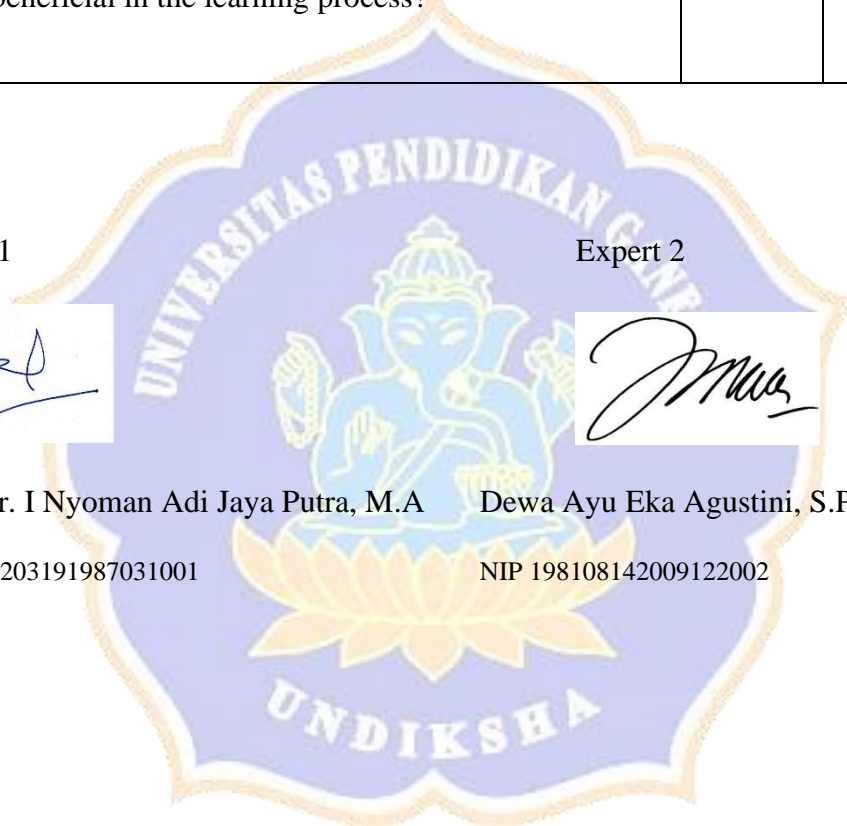 beneficial in the learning process?
UNIVERSITAS PENDIDIKAN GANE
1
Expert 2
r. I Nyoman Adi Jaya Putra, M.A
Dewa Ayu Eka Agustini, S.P
203191987031001
NIP 198108142009122002
UNDIKSHA